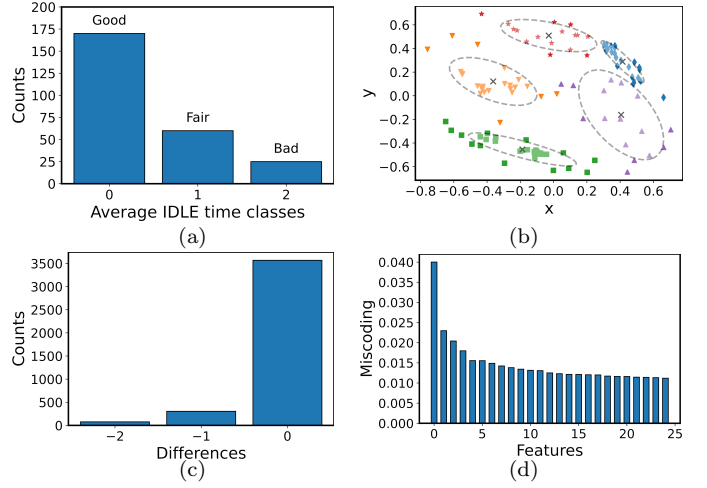 200
175
150
125
100
75
50
25
0
Counts
Good
Fair
Bad
0 1 2
Average IDLE time classes
(a)
0.6
0.4
0.2
0.0
−0.2
−0.4
−0.6
y
−0.8 −0.6 −0.4 −0.2 0.0 0.2 0.4 0.6
x
(b)
3500
3000
2500
2000
1500
1000
500
0
Counts
−2 −1 0
Differences
(c)
0.040
0.035
0.030
0.025
0.020
0.015
0.010
0.005
0.000
Miscoding
0 5 10 15 20 25
Features
(d)